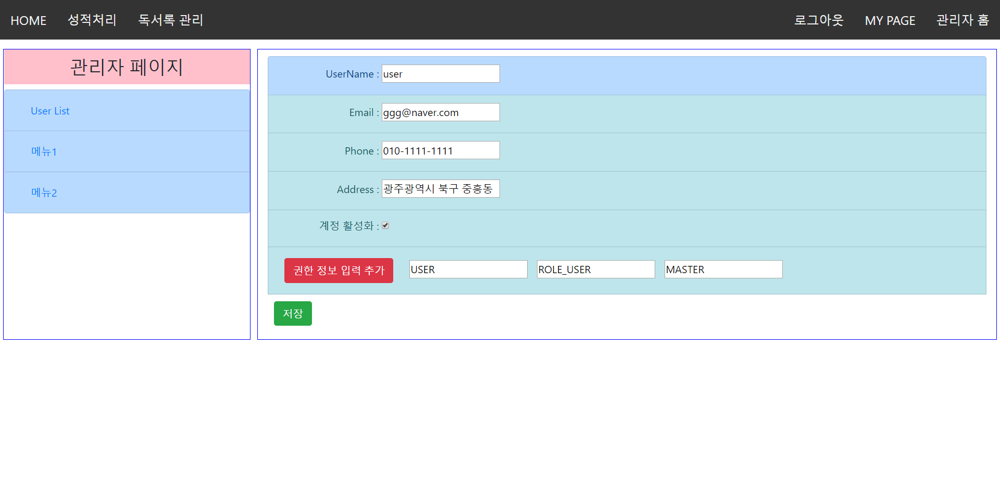 HOME 성적처리 독서록 관리 로그아웃 MY PAGE 관리자 홈
관리자 페이지
User List
메뉴1
메뉴2
UserName : user
Email : ggg@naver.com
Phone : 010-1111-1111
Address : 광주광역시 북구 중흥동
계정 활성화 :
권한 정보 입력 추가 USER ROLE_USER MASTER
저장